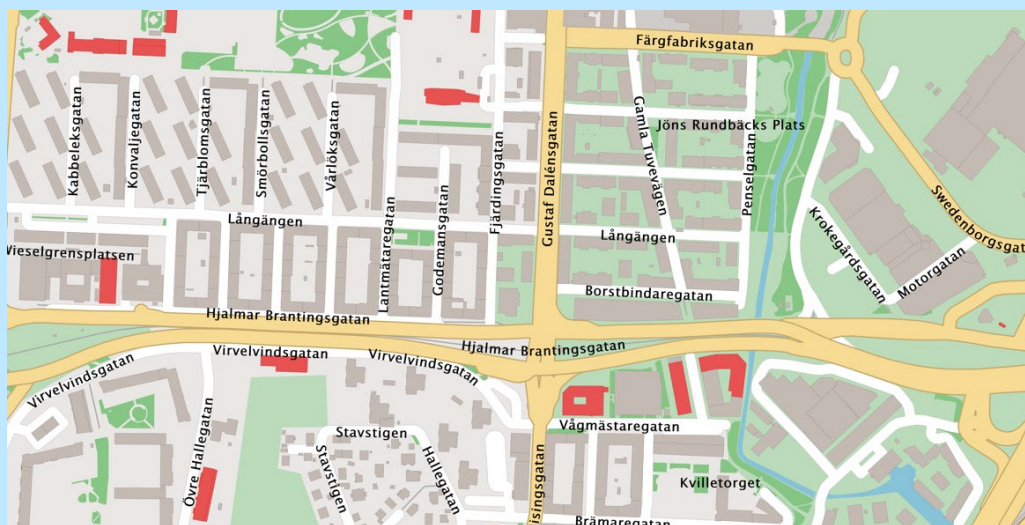 Färgfabriksgatan
Kabbeleksgatan
Konvaljegatan
Tjärblomsgatan
Smörbollsgatan
Vårlöksgatan
Lantmätaregatan
Godemansgatan
Fjärdingsgatan
Gustaf Dalénsgatan
Gamla Tuvevägen
Jöns Rundbäcks Plats
Penselgatan
Swedenborgsgat
Krokegårdsgatan
Motorgatan
Långängen
Långängen
Wieselgrensplatsen
Borstbindaregatan
Hjalmar Brantingsgatan
Hjalmar Brantingsgatan
Virvelvindsgatan
Virvelvindsgatan
Virvelvindsgatan
Övre Hallegatan
Stavstigen
Stavstigen
Hallegatan
Vågmästaregatan
isingsgatan
Kvilletorget
Brämaregatan